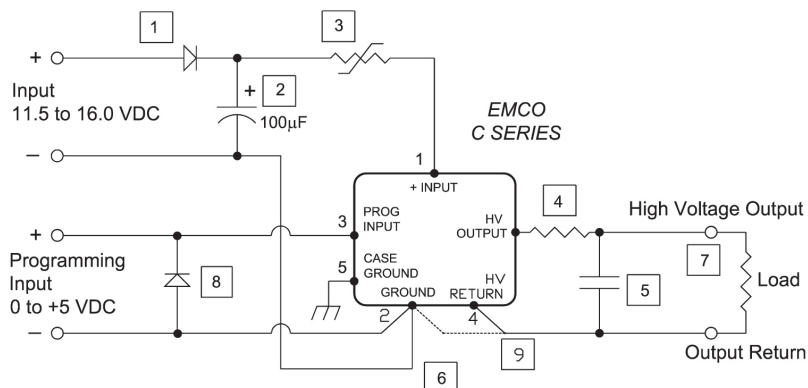 1
3
+
Input
11.5 to 16.0 VDC
+ 2
100µF
−
EMCO
C SERIES
1
+ INPUT
+
Programming
Input
0 to +5 VDC
−
8
3
PROG
INPUT
5
CASE
GROUND
GROUND
2
HV
OUTPUT
HV
RETURN
4
4
High Voltage Output
7
5
Load
9
6
Output Return